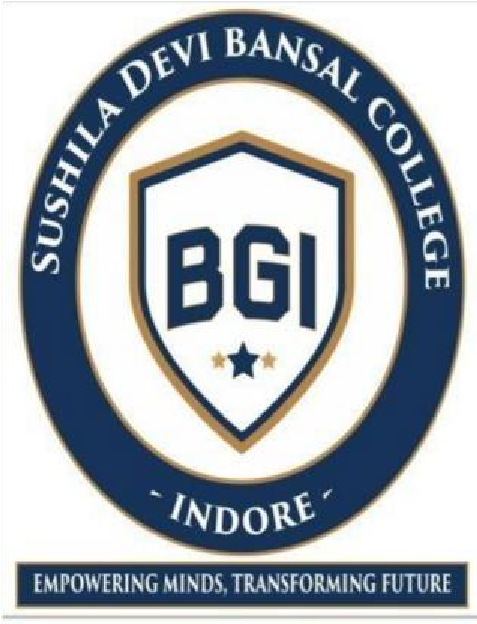 SUSHILA DEVI BANSAL COLLEGE
BGI
- INDORE -
EMPOWERING MINDS, TRANSFORMING FUTURE